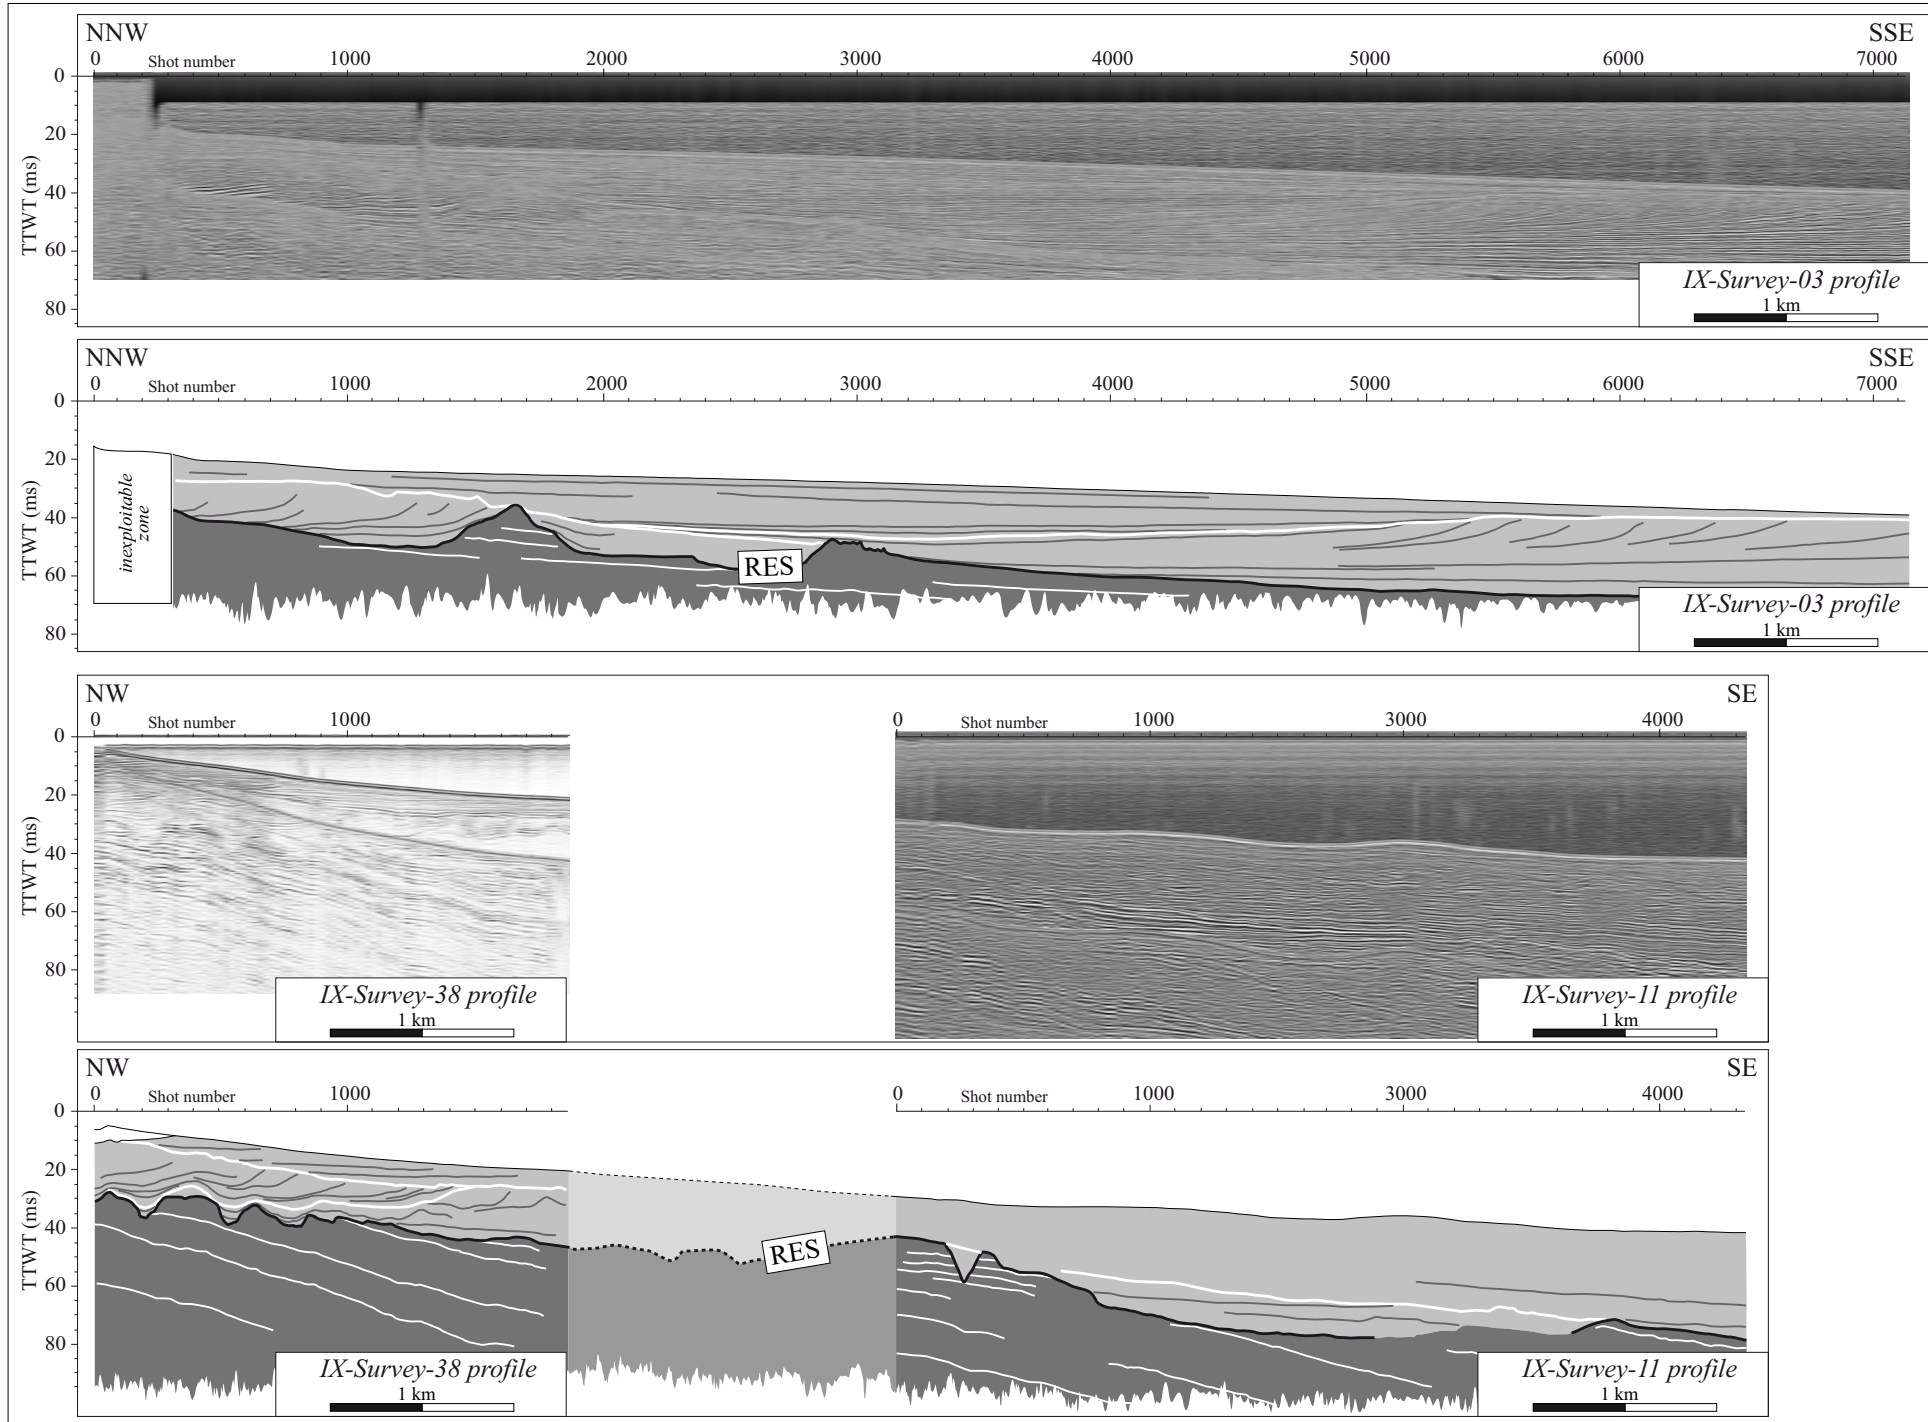 NNW SSE
0 Shot number 1000 2000 3000 4000 5000 6000 7000
0
20
40
60
80
TTWT (ms)
IX-Survey-03 profile
1 km
NNW SSE
0 Shot number 1000 2000 3000 4000 5000 6000 7000
0
20
40
60
80
TTWT (ms)
inexploitable
zone
RES
IX-Survey-03 profile
1 km
NW SE
0 Shot number 1000 0 Shot number 1000 3000 4000
0
20
40
60
80
TTWT (ms)
IX-Survey-38 profile
1 km
IX-Survey-11 profile
1 km
NW SE
0 Shot number 1000 0 Shot number 1000 3000 4000
0
20
40
60
80
TTWT (ms)
RES
IX-Survey-38 profile
1 km
IX-Survey-11 profile
1 km